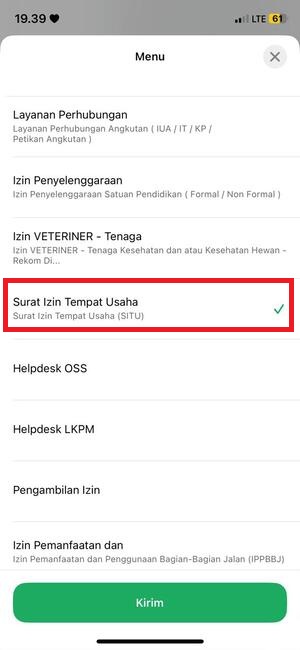 19.39
LTE 61
Menu
Layanan Perhubungan
Layanan Perhubungan Angkutan ( IUA / IT / KP /
Petikan Angkutan )
Izin Penyelenggaraan
Izin Penyelenggaraan Satuan Pendidikan ( Formal / Non Formal )
Izin VETERINER - Tenaga
Izin VETERINER - Tenaga Kesehatan dan atau Kesehatan Hewan -
Rekom Di...
Surat Izin Tempat Usaha
Surat Izin Tempat Usaha (SITU)
Helpdesk OSS
Helpdesk LKPM
Pengambilan Izin
Izin Pemanfaatan dan
Izin Pemanfaatan dan Penggunaan Bagian-Bagian Jalan (IPPBBJ)
Kirim